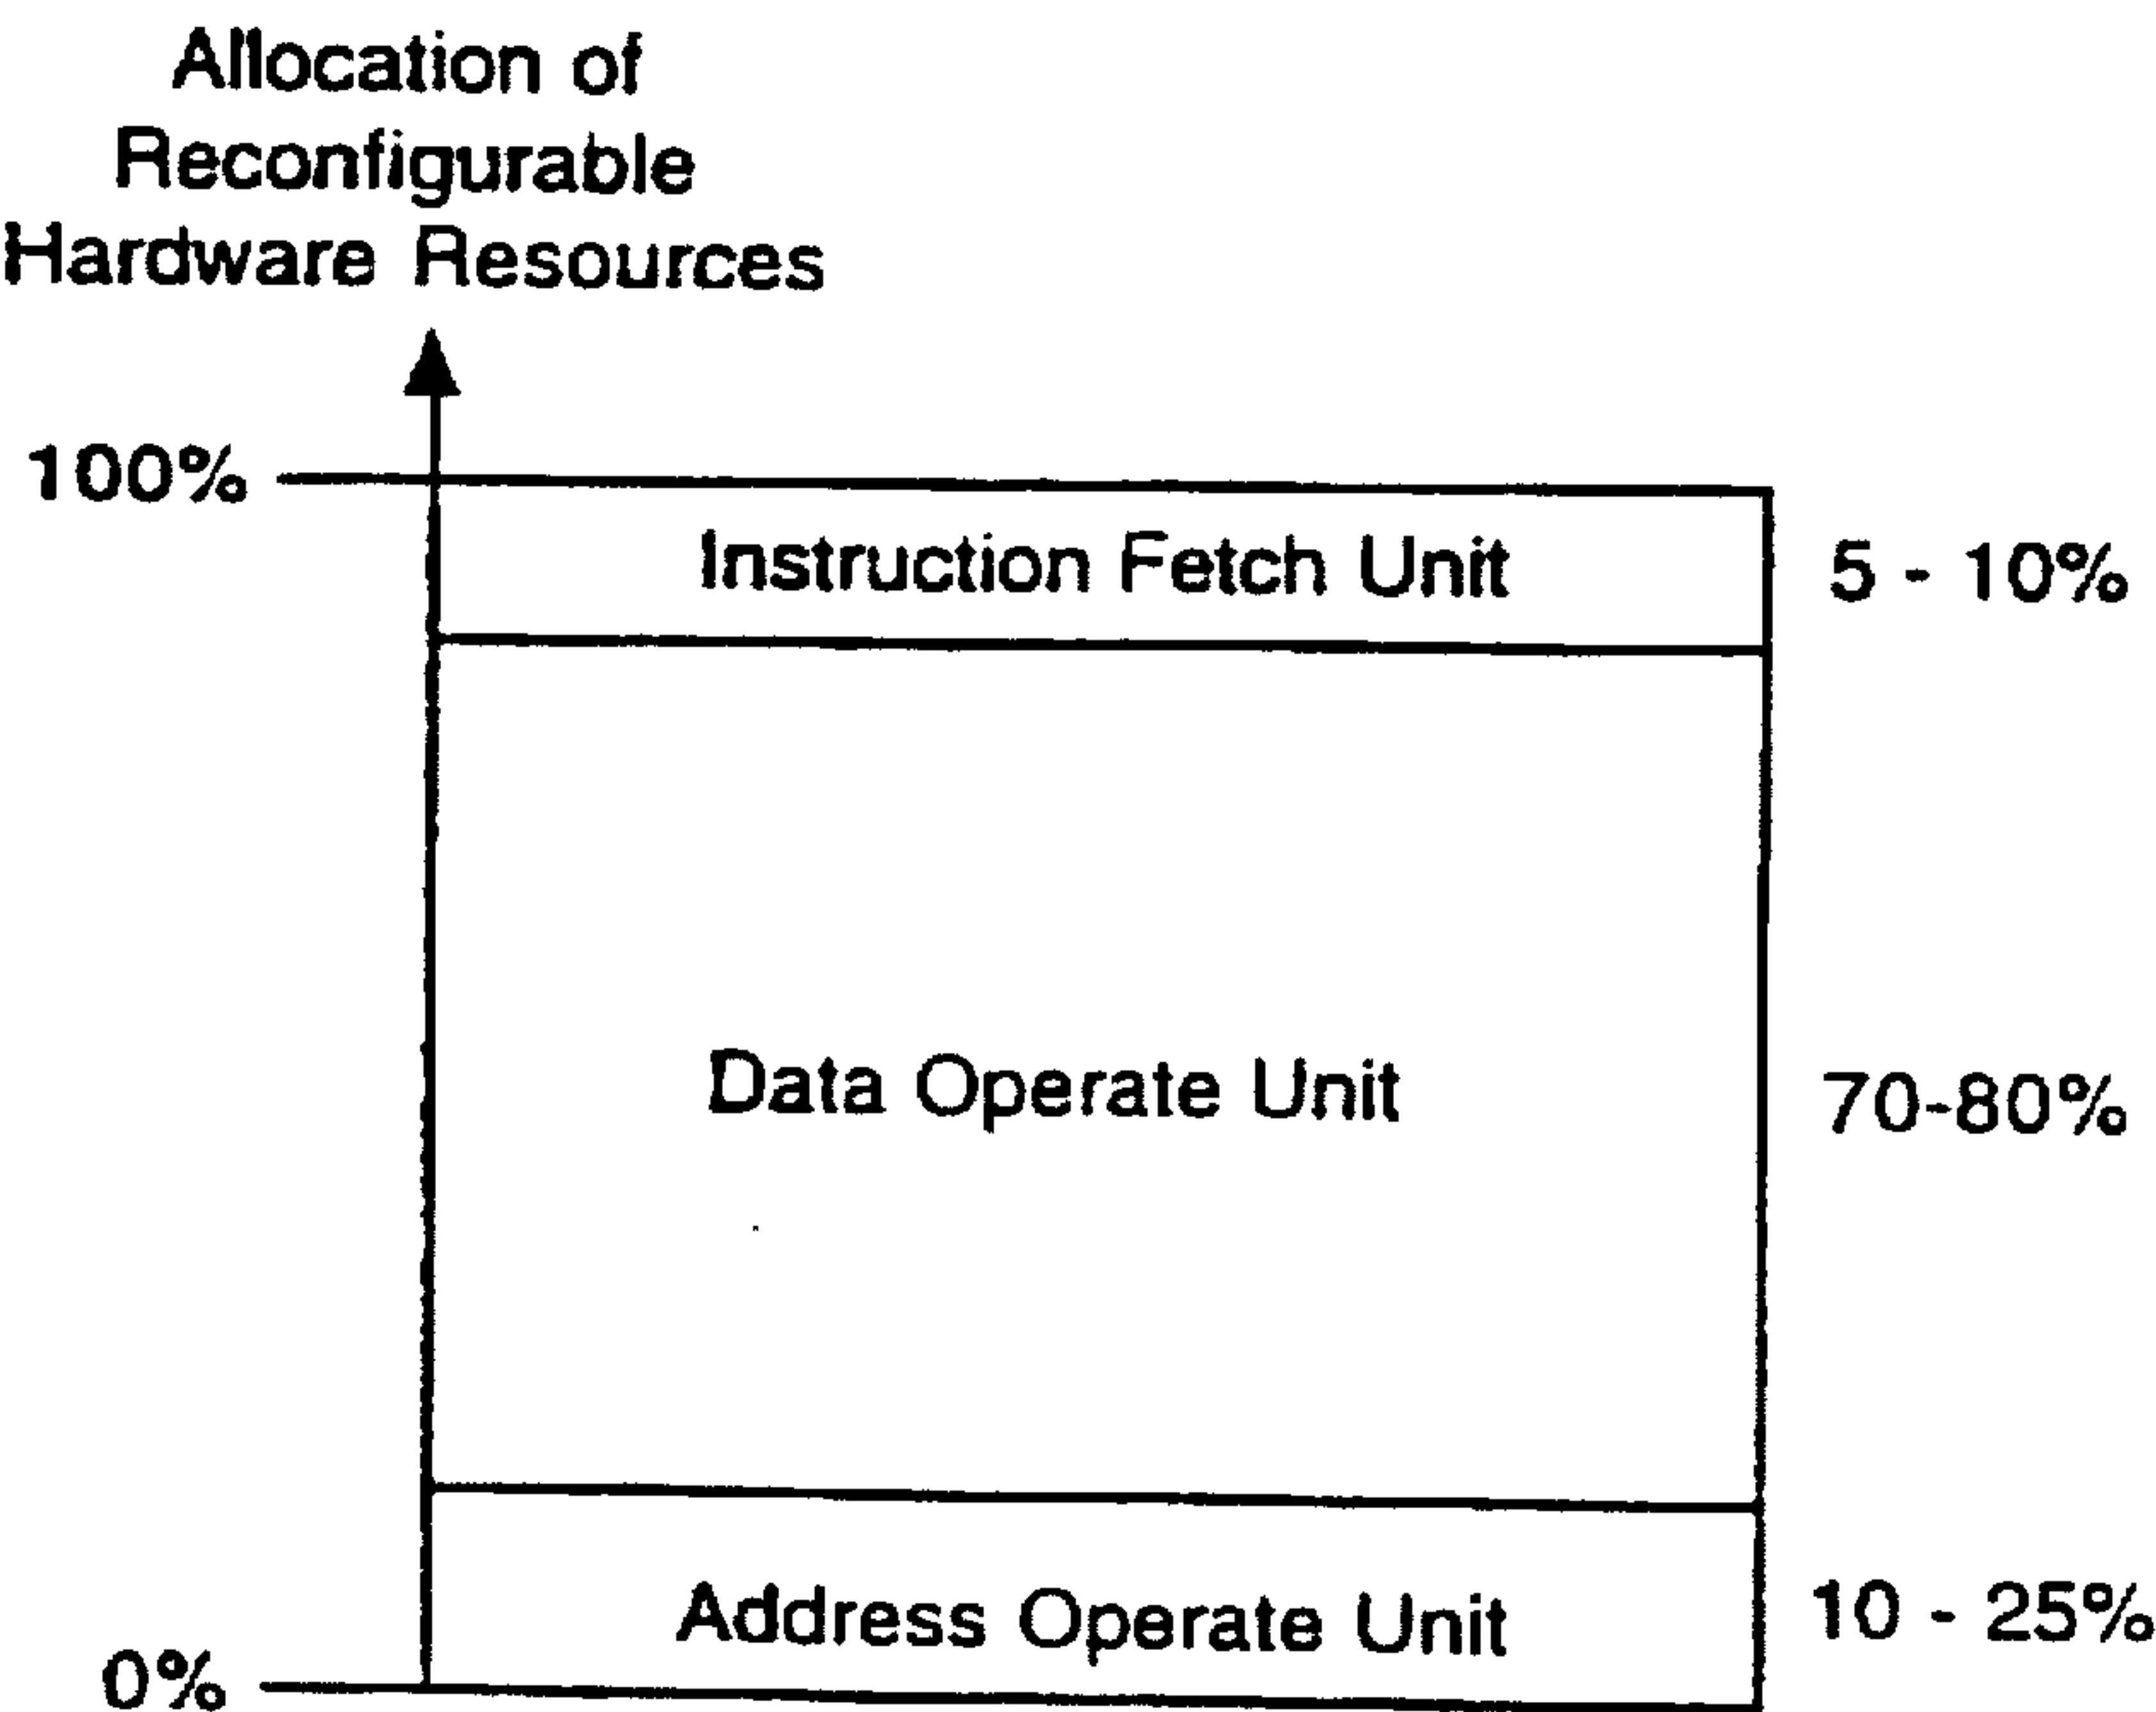 Allocation of
Reconfigurable
Hardware Resources
100%
Instruction Fetch Unit
5 - 10%
Data Operate Unit
70-80%
Address Operate Unit
10 - 25%
0%